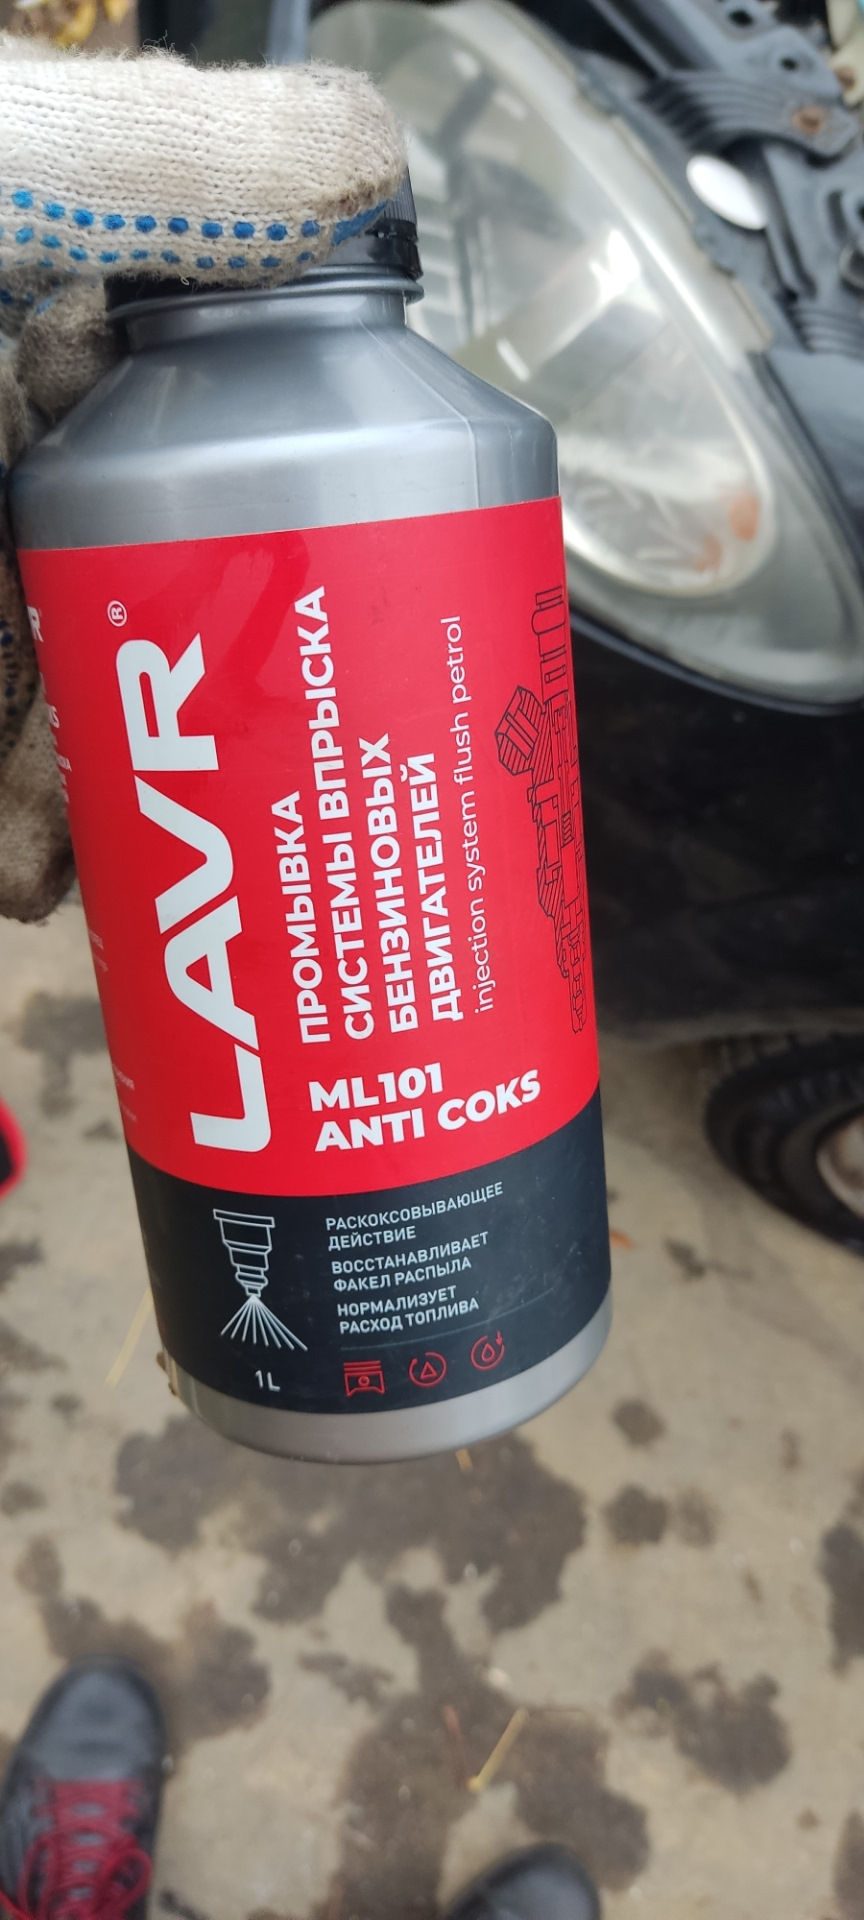 LAVR®
ПРОМЫВКА
СИСТЕМЫ ВПРЫСКА
БЕНЗИНОВЫХ
ДВИГАТЕЛЕЙ
injection system flush petrol
ML101
ANTI COKS
РАСКОКСОВЫВАЮЩЕЕ
ДЕЙСТВИЕ
ВОССТАНАВЛИВАЕТ
ФАКЕЛ РАСПЫЛА
НОРМАЛИЗУЕТ
РАСХОД ТОПЛИВА
1L